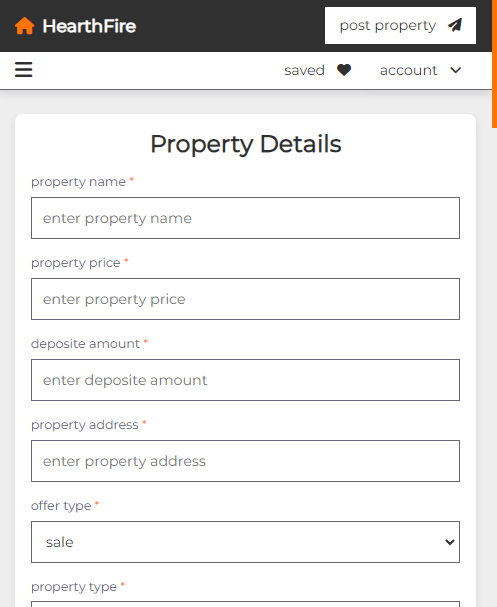 HearthFire
post property
saved
account
Property Details
property name *
enter property name
property price *
enter property price
deposite amount *
enter deposite amount
property address *
enter property address
offer type *
sale
property type *